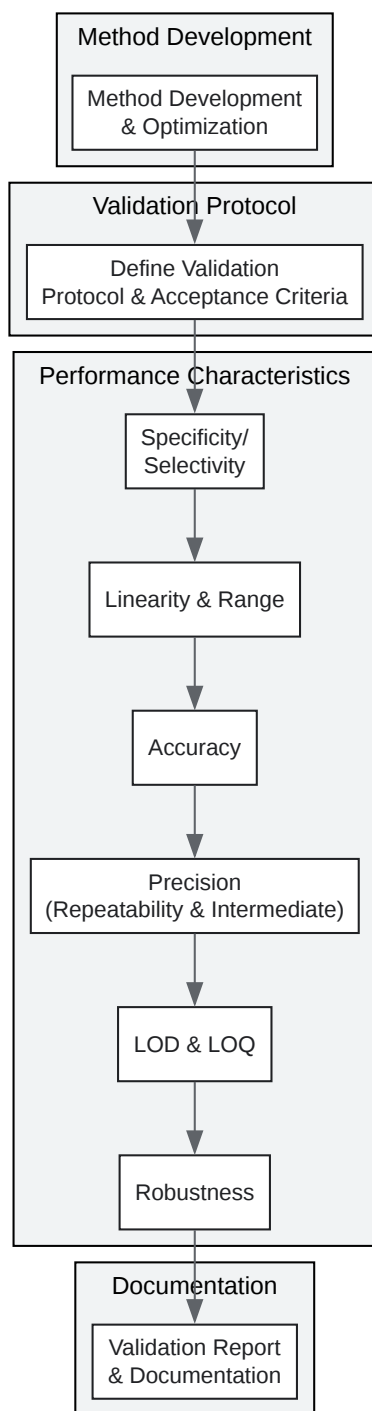 Method Development
Method Development
& Optimization
Validation Protocol
Define Validation
Protocol & Acceptance Criteria
Performance Characteristics
Specificity/
Selectivity
Linearity & Range
Accuracy
Precision
(Repeatability & Intermediate)
LOD & LOQ
Robustness
Documentation
Validation Report
& Documentation